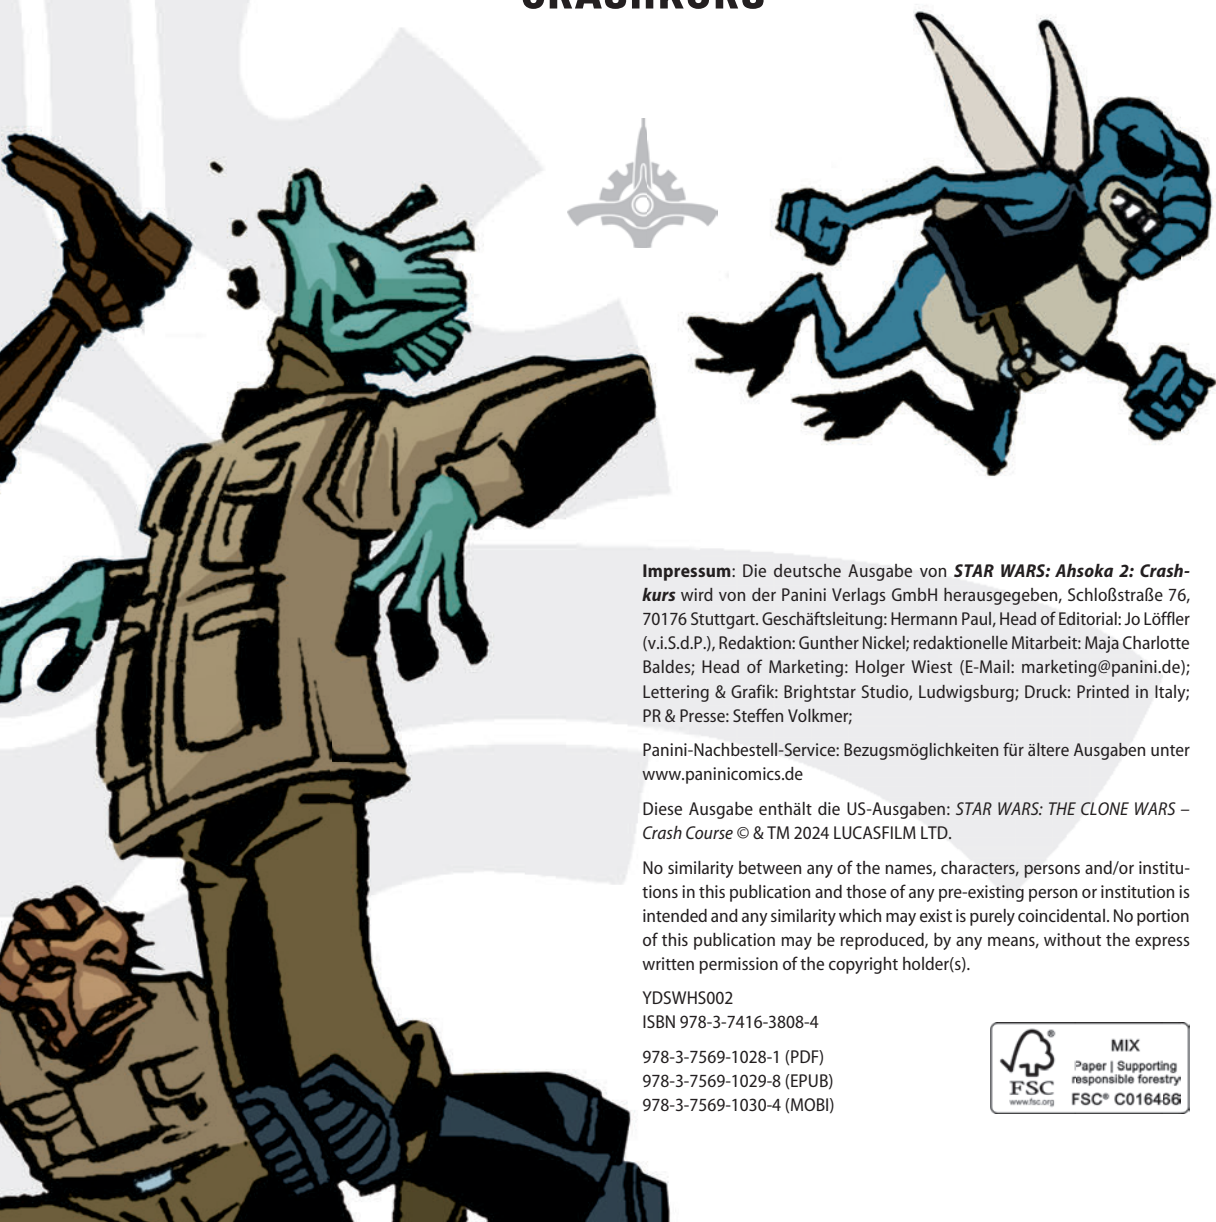 CRASHKURS
Impressum: Die deutsche Ausgabe von STAR WARS: Ahsoka 2: Crash-
kurs wird von der Panini Verlags GmbH herausgegeben, Schloßstraße 76,
70176 Stuttgart. Geschäftsleitung: Hermann Paul, Head of Editorial: Jo Löffler
(v.i.S.d.P.), Redaktion: Gunther Nickel; redaktionelle Mitarbeit: Maja Charlotte
Baldes; Head of Marketing: Holger Wiest (E-Mail: marketing@panini.de);
Lettering & Grafik: Brightstar Studio, Ludwigsburg; Druck: Printed in Italy;
PR & Presse: Steffen Volkmer;
Panini-Nachbestell-Service: Bezugsmöglichkeiten für ältere Ausgaben unter
www.paninicomics.de
Diese Ausgabe enthält die US-Ausgaben: STAR WARS: THE CLONE WARS –
Crash Course © & TM 2024 LUCASFILM LTD.
No similarity between any of the names, characters, persons and/or institu-
tions in this publication and those of any pre-existing person or institution is
intended and any similarity which may exist is purely coincidental. No portion
of this publication may be reproduced, by any means, without the express
written permission of the copyright holder(s).
YDSWHS002
ISBN 978-3-7416-3808-4
978-3-7569-1028-1 (PDF)
978-3-7569-1029-8 (EPUB)
978-3-7569-1030-4 (MOBI)
®
FSC
www.fsc.org
MIX
Paper | Supporting
responsible forestry
FSC® C016466